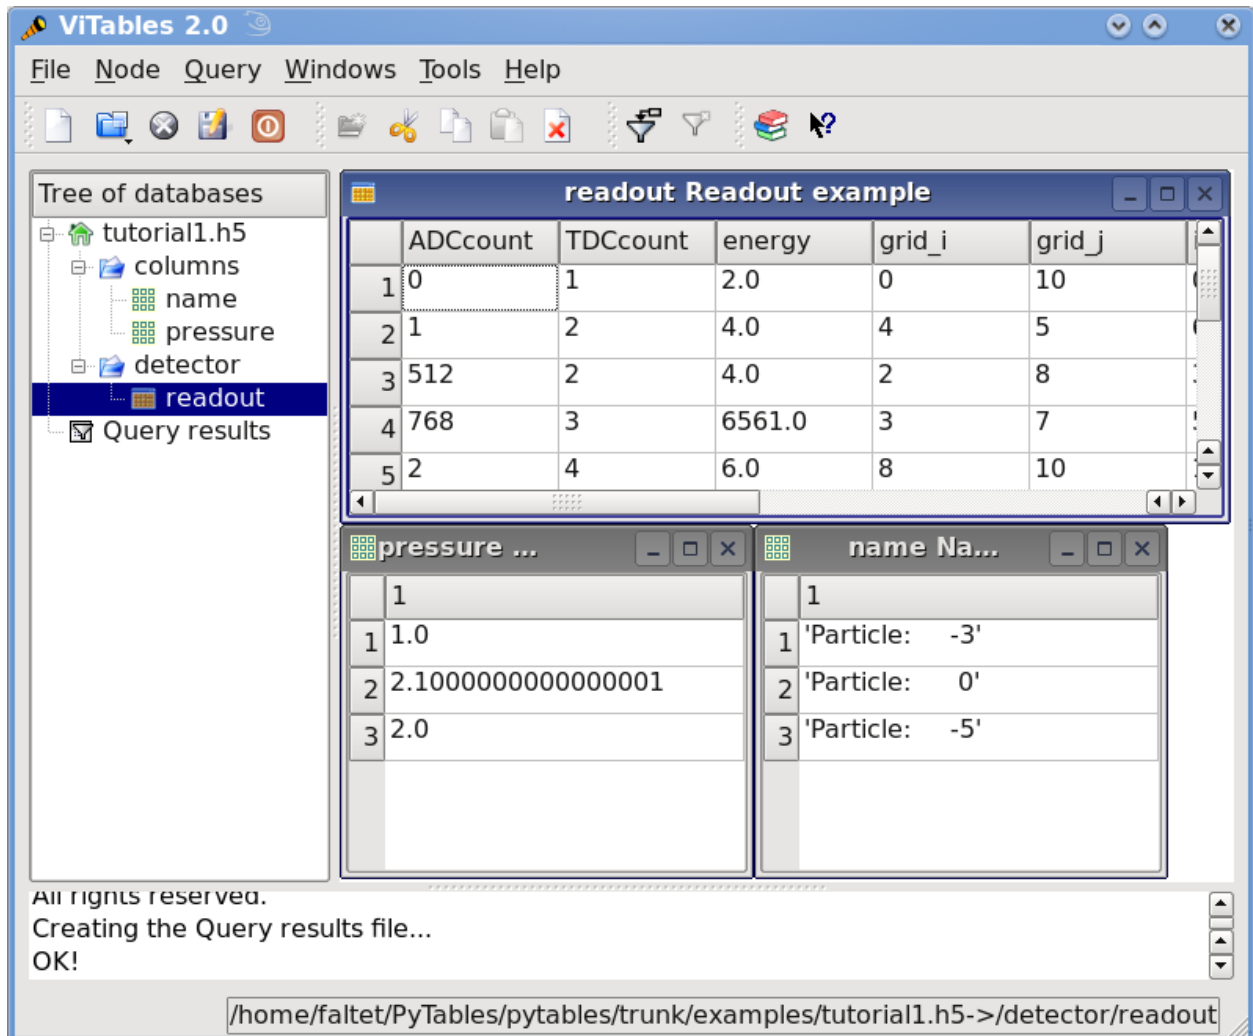 ViTables 2.0
File Node Query Windows Tools Help
Tree of databases
tutorial1.h5
columns
name
pressure
detector
readout
Query results
readout Readout example
ADCcount TDCcount energy grid_i grid_j
1 0 1 2.0 0 10
2 1 2 4.0 4 5
3 512 2 4.0 2 8
4 768 3 6561.0 3 7
5 2 4 6.0 8 10
pressure ...
1
1 1.0
2 2.1000000000000001
3 2.0
name Na...
1
1 'Particle:     -3'
2 'Particle:      0'
3 'Particle:     -5'
All rights reserved.
Creating the Query results file...
OK!
/home/faltet/PyTables/pytables/trunk/examples/tutorial1.h5->/detector/readout